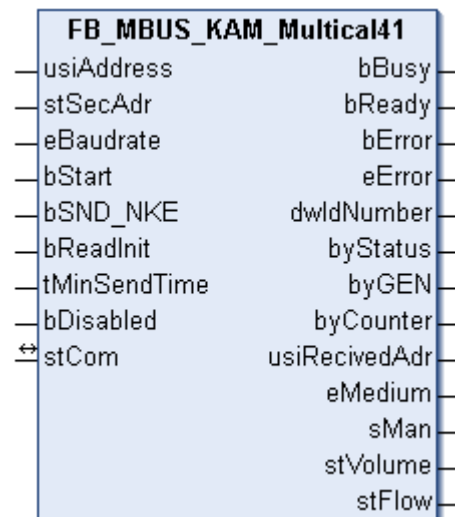 FB_MBUS_KAM_Multical41
usiAddress bBusy
stSecAdr bReady
eBaudrate bError
bStart eError
bSND_NKE dwIdNumber
bReadInit byStatus
tMinSendTime byGEN
bDisabled byCounter
stCom usiRecivedAdr
eMedium
sMan
stVolume
stFlow